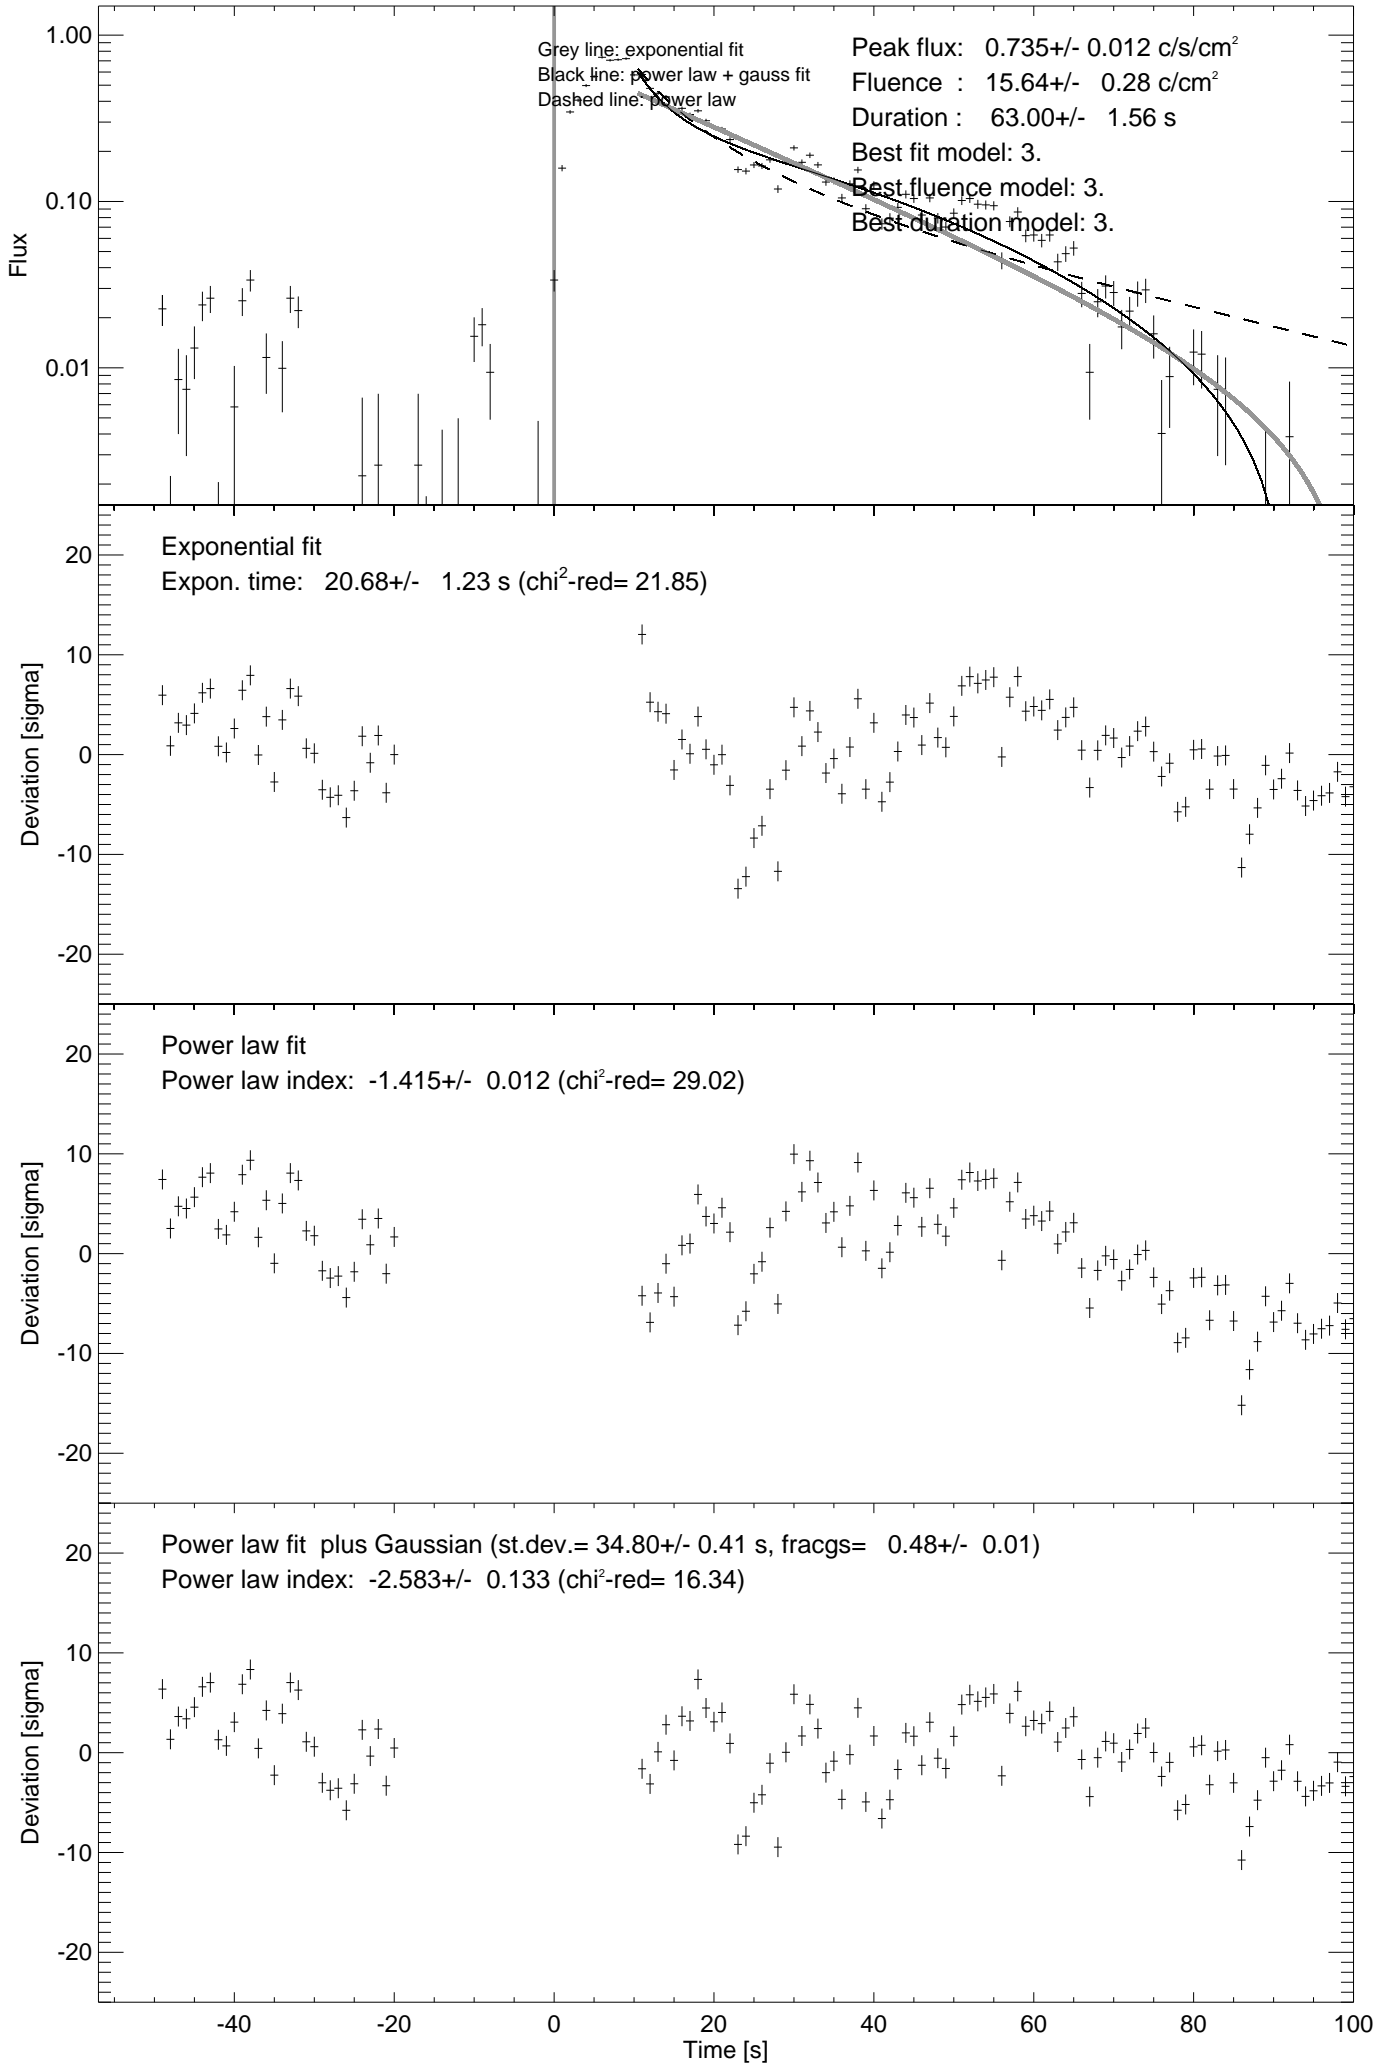 1.00
0.10
0.01
Flux
Grey line: exponential fit
Black line: power law + gauss fit
Dashed line: power law
Peak flux: 0.735+/- 0.012 c/s/cm²
Fluence : 15.64+/- 0.28 c/cm²
Duration : 63.00+/- 1.56 s
Best fit model: 3.
Best fluence model: 3.
Best duration model: 3.
Exponential fit
Expon. time: 20.68+/- 1.23 s (chi²-red= 21.85)
20
10
0
-10
-20
Deviation [sigma]
Power law fit
Power law index: -1.415+/- 0.012 (chi²-red= 29.02)
20
10
0
-10
-20
Deviation [sigma]
Power law fit plus Gaussian (st.dev.= 34.80+/- 0.41 s, fracgs= 0.48+/- 0.01)
Power law index: -2.583+/- 0.133 (chi²-red= 16.34)
20
10
0
-10
-20
Deviation [sigma]
-40 -20 0 20 40 60 80 100
Time [s]